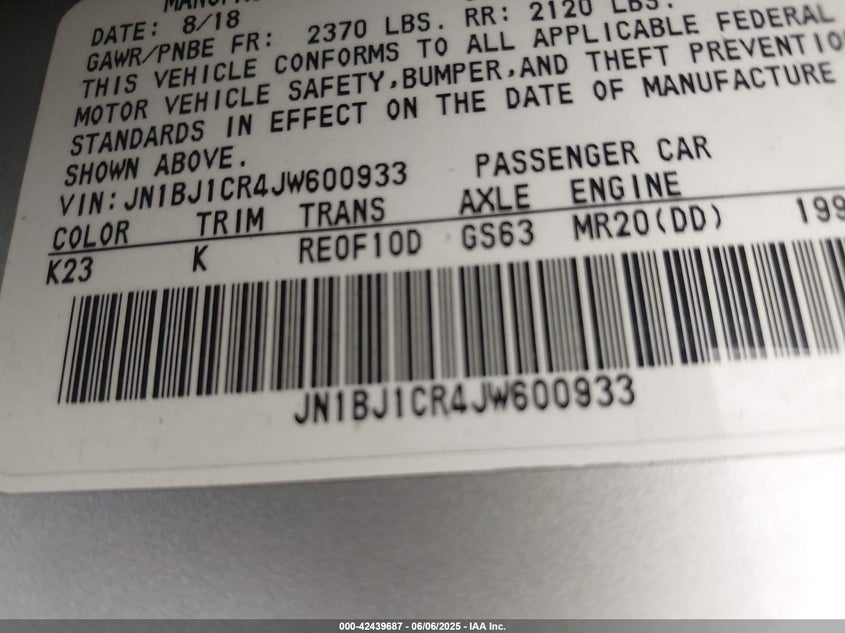 DATE: 8/18
GAWR/PNBE FR: 2370 LBS. RR: 2120 LBS.
THIS VEHICLE CONFORMS TO ALL APPLICABLE FEDERAL
MOTOR VEHICLE SAFETY,BUMPER,AND THEFT PREVENTION
STANDARDS IN EFFECT ON THE DATE OF MANUFACTURE
SHOWN ABOVE.
VIN:JN1BJ1CR4JW600933 PASSENGER CAR
COLOR TRIM TRANS AXLE ENGINE
K23 K RE0F10D GS63 MR20(DD) 199
JN1BJ1CR4JW600933
000-42439687 - 06/06/2025 - IAA Inc.